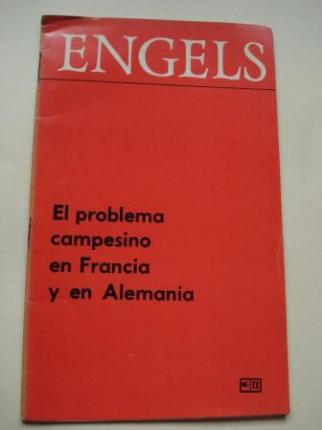 ENGELS
El problema
campesino
en Francia
y en Alemania